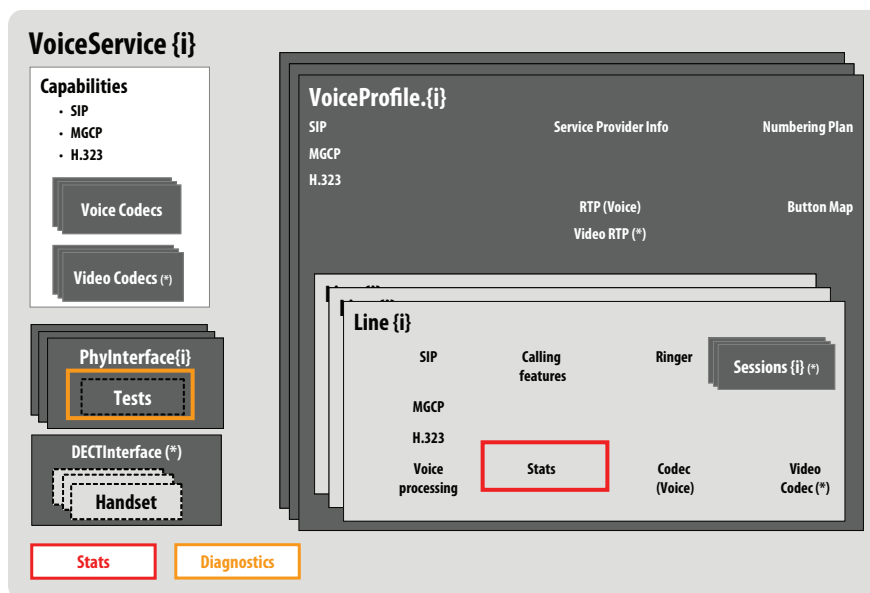 VoiceService {i}
Capabilities
• SIP
• MGCP
• H.323
Voice Codecs
Video Codecs (*)
PhyInterface{i}
Tests
DECTInterface (*)
Handset
Stats
Diagnostics
VoiceProfile.{i}
SIP
Service Provider Info
Numbering Plan
MGCP
H.323
RTP (Voice)
Button Map
Video RTP (*)
Line {i}
SIP
Calling
features
Ringer
Sessions {i} (*)
MGCP
H.323
Voice
processing
Stats
Codec
(Voice)
Video
Codec (*)